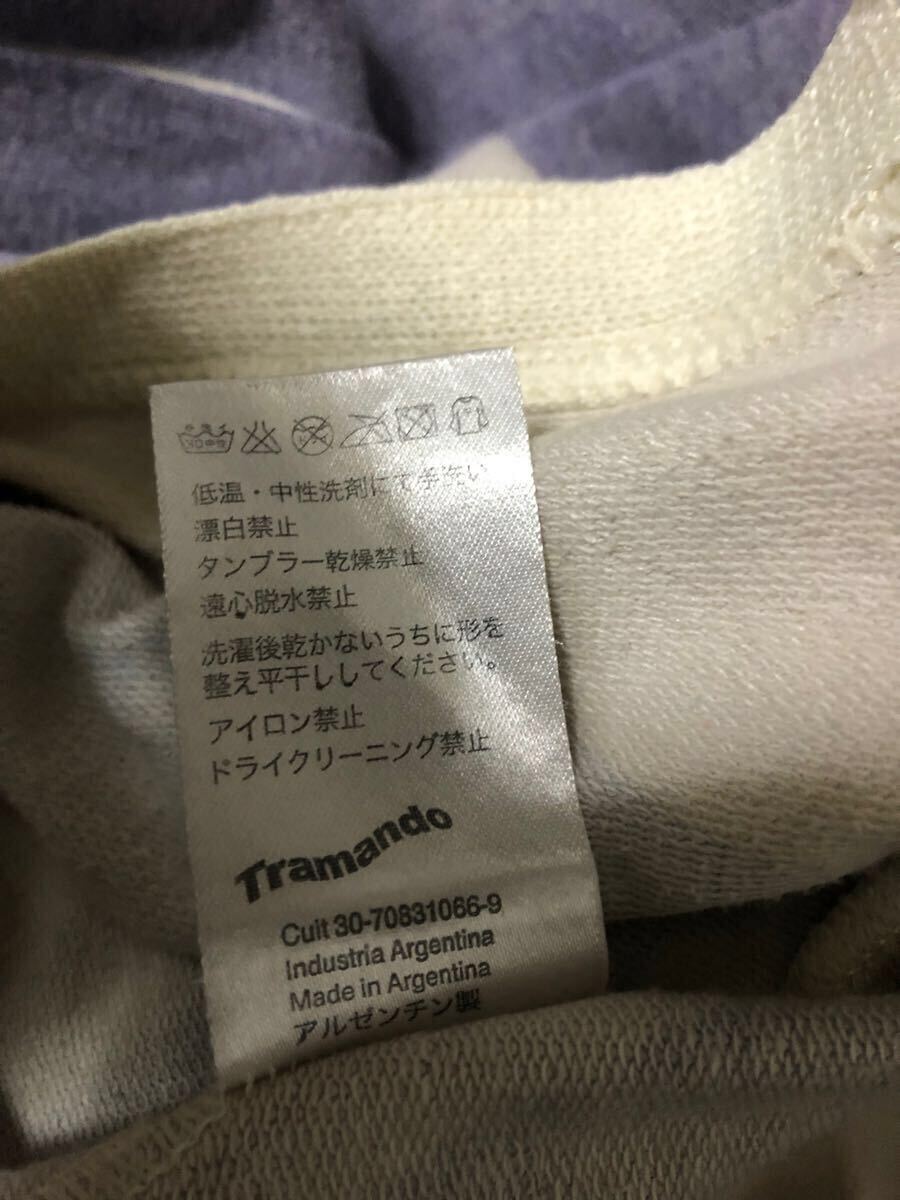 低温・中性洗剤にて手洗い
漂白禁止
タンブラー乾燥禁止
遠心脱水禁止
洗濯後乾かないうちに形を
整え平干ししてください。
アイロン禁止
ドライクリーニング禁止
Tramando
Cuit 30-70831086-9
Industria Argentina
Made in Argentina
アルゼンチン製